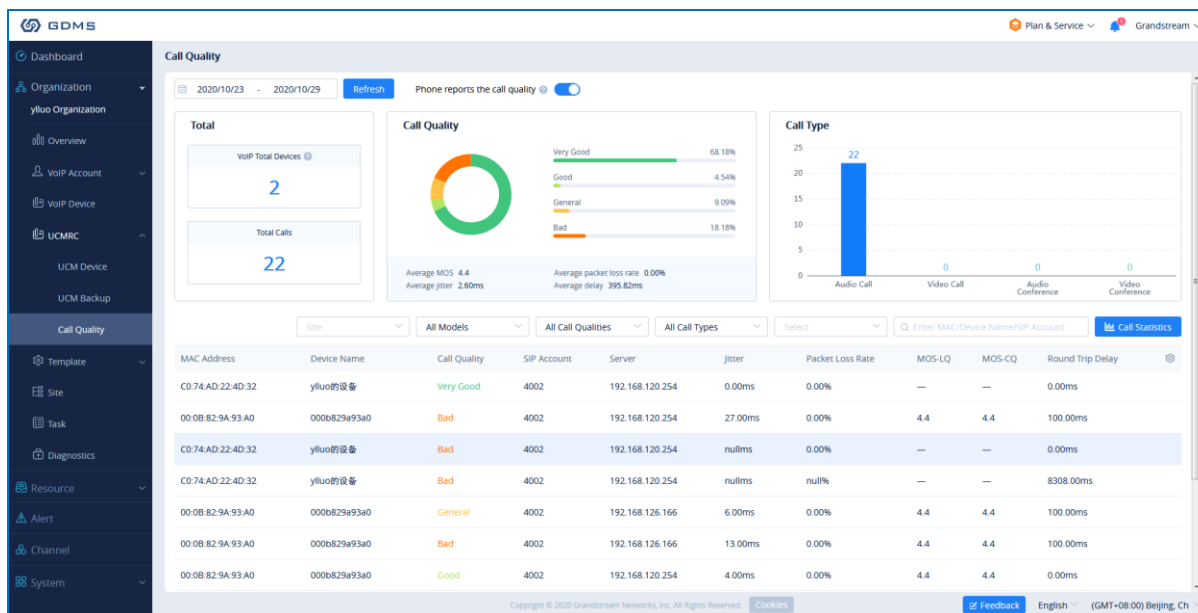 GDMS
Plan & Service
1
Grandstream
Dashboard
Organization
ylluo Organization
Overview
VoIP Account
VoIP Device
UCMRC
UCM Device
UCM Backup
Call Quality
Template
Site
Task
Diagnostics
Resource
Alert
Channel
System
Call Quality
2020/10/23 - 2020/10/29
Refresh
Phone reports the call quality
Total
VoIP Total Devices
2
Total Calls
22
Call Quality
Very Good 68.18%
Good 4.54%
General 9.09%
Bad 18.18%
Average MOS 4.4 Average packet loss rate 0.00%
Average jitter 2.60ms Average delay 395.82ms
Call Type
25
20
15
10
5
0
22
0
0
0
Audio Call
Video Call
Audio Conference
Video Conference
Site
All Models
All Call Qualities
All Call Types
Select
Enter MAC/Device Name/SIP Account
Call Statistics
MAC Address Device Name Call Quality SIP Account Server Jitter Packet Loss Rate MOS-LQ MOS-CQ Round Trip Delay
C0:74:AD:22:4D:32 ylluo的设备 Very Good 4002 192.168.120.254 0.00ms 0.00% — — 0.00ms
00:0B:82:9A:93:A0 000b829a93a0 Bad 4002 192.168.120.254 27.00ms 0.00% 4.4 4.4 100.00ms
C0:74:AD:22:4D:32 ylluo的设备 Bad 4002 192.168.120.254 nullms 0.00% — — 0.00ms
C0:74:AD:22:4D:32 ylluo的设备 Bad 4002 192.168.120.254 nullms null% — — 8308.00ms
00:0B:82:9A:93:A0 000b829a93a0 General 4002 192.168.126.166 6.00ms 0.00% 4.4 4.4 100.00ms
00:0B:82:9A:93:A0 000b829a93a0 Bad 4002 192.168.126.166 13.00ms 0.00% 4.4 4.4 100.00ms
00:0B:82:9A:93:A0 000b829a93a0 Good 4002 192.168.120.254 4.00ms 0.00% 4.4 4.4 0.00ms
Copyright © 2020 Grandstream Networks, Inc. All Rights Reserved. Cookies
Feedback
English
(GMT+08:00) Beijing, Ch